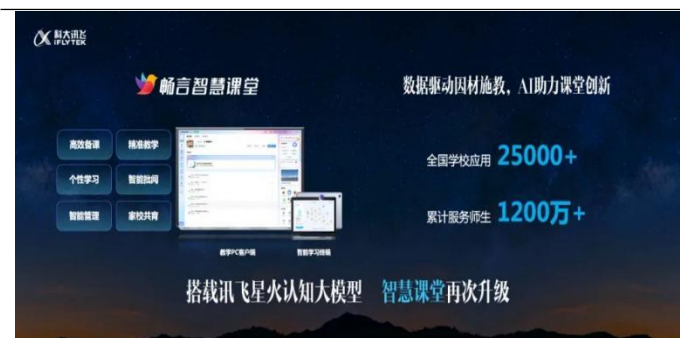 科大讯飞
iFLYTEK
畅言智慧课堂
数据驱动因材施教，AI助力课堂创新
高效备课 精准教学
个性学习 智能批阅
智能管理 家校共育
全国学校应用 25000+
累计服务师生 1200万+
教学PC客户端 智能学习终端
搭载讯飞星火认知大模型 智慧课堂再次升级